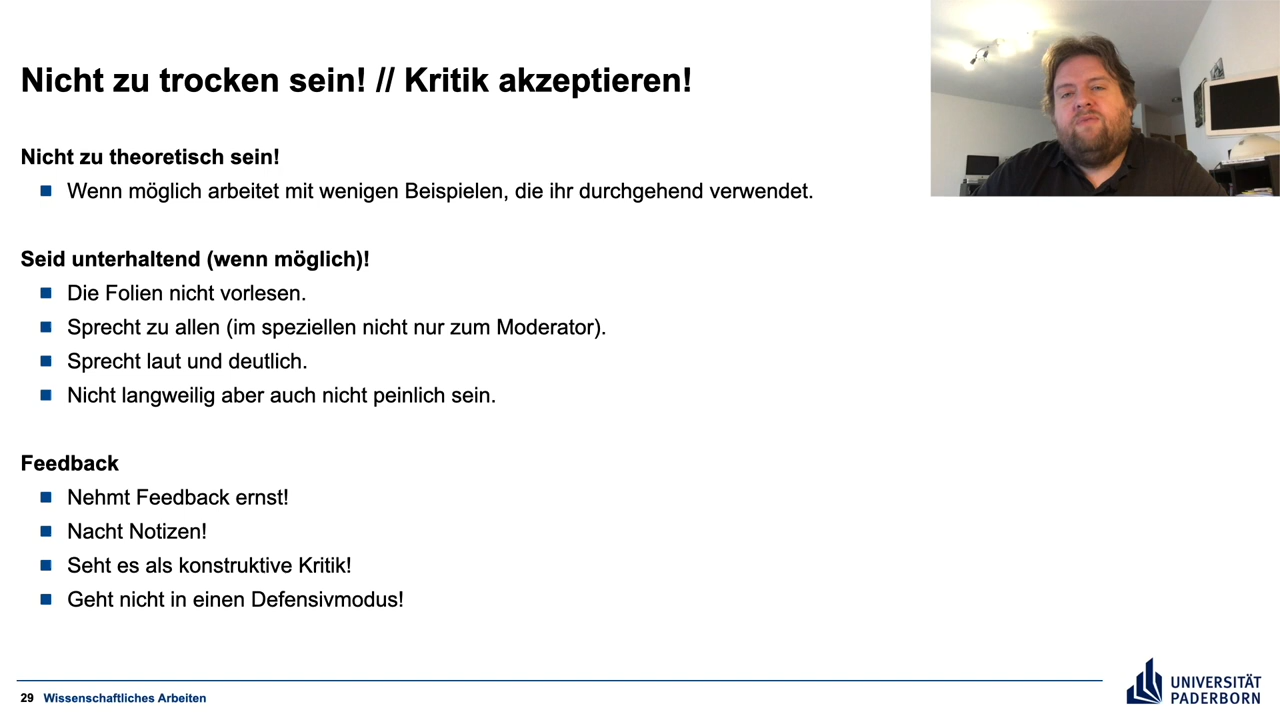 Nicht zu trocken sein! // Kritik akzeptieren!
Nicht zu theoretisch sein!
Wenn möglich arbeitet mit wenigen Beispielen, die ihr durchgehend verwendet.
Seid unterhaltend (wenn möglich)!
Die Folien nicht vorlesen.
Sprecht zu allen (im speziellen nicht nur zum Moderator).
Sprecht laut und deutlich.
Nicht langweilig aber auch nicht peinlich sein.
Feedback
Nehmt Feedback ernst!
Nacht Notizen!
Seht es als konstruktive Kritik!
Geht nicht in einen Defensivmodus!
29 Wissenschaftliches Arbeiten
UNIVERSITÄT
PADERBORN